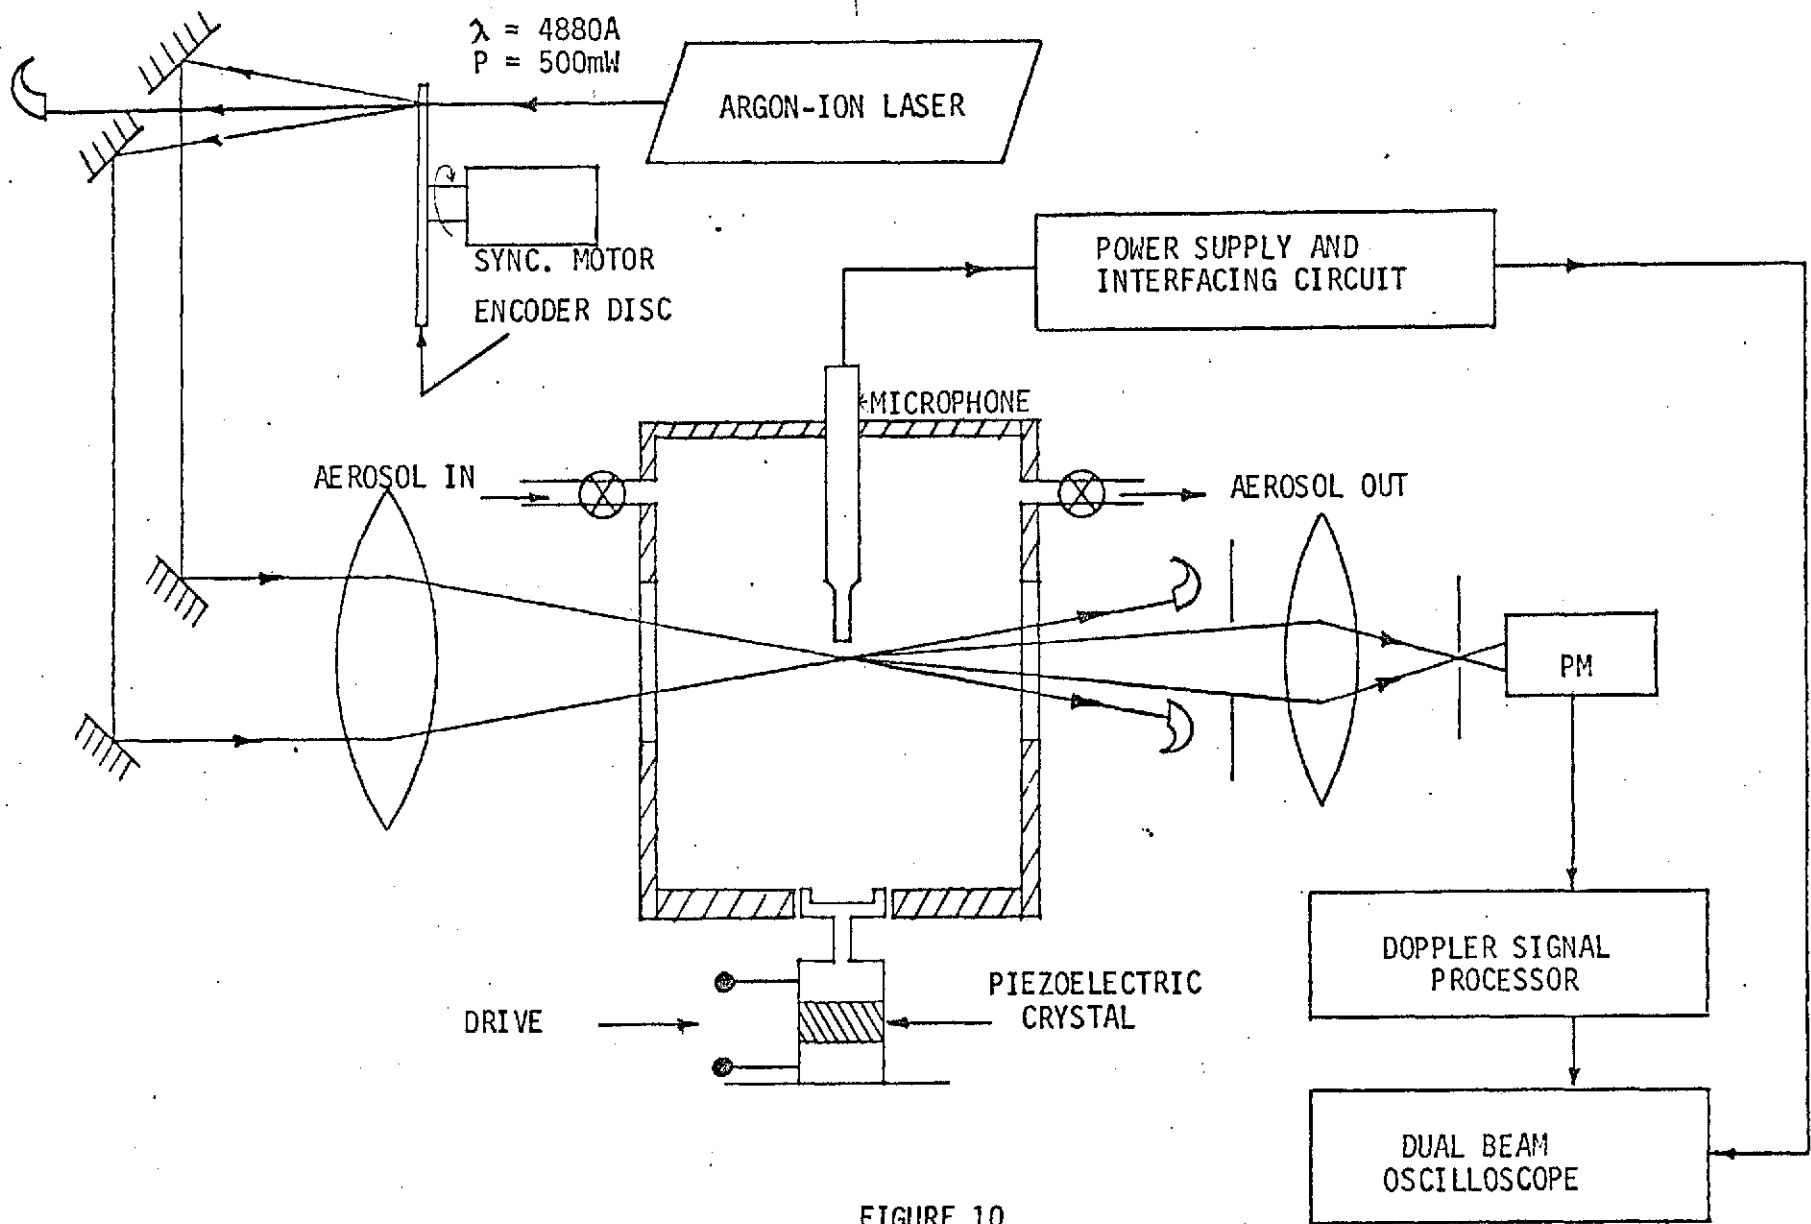 λ = 4880A
P = 500mW
ARGON-ION LASER
SYNC. MOTOR
ENCODER DISC
POWER SUPPLY AND
INTERFACING CIRCUIT
MICROPHONE
AEROSOL IN
AEROSOL OUT
PM
DOPPLER SIGNAL
PROCESSOR
DRIVE
PIEZOELECTRIC
CRYSTAL
DUAL BEAM
OSCILLOSCOPE
FIGURE 10